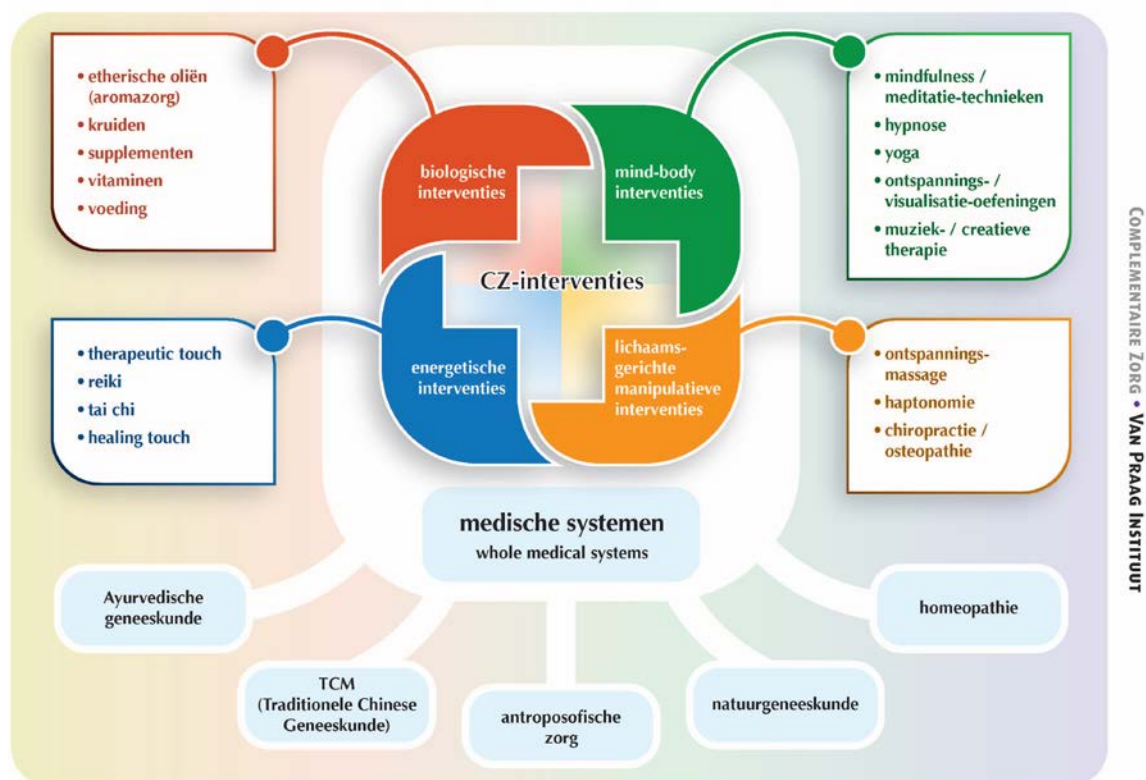 • etherische oliën
(aromazorg)
• kruiden
• supplementen
• vitaminen
• voeding
biologische
interventies
mind-body
interventies
• mindfulness /
meditatie-technieken
• hypnose
• yoga
• ontspannings- /
visualisatie-oefeningen
• muziek- / creatieve
therapie
CZ-interventies
• therapeutic touch
• reiki
• tai chi
• healing touch
energetische
interventies
lichaams-
gerichte
manipulatieve
interventies
• ontspannings-
massage
• haptonomie
• chiropractie /
osteopathie
medische systemen
whole medical systems
Ayurvedische
geneeskunde
TCM
(Traditionele Chinese
Geneeskunde)
antroposofische
zorg
natuurgeneeskunde
homeopathie
COMPLEMENTAIRE ZORG • VAN PRAAG INSTITUUT